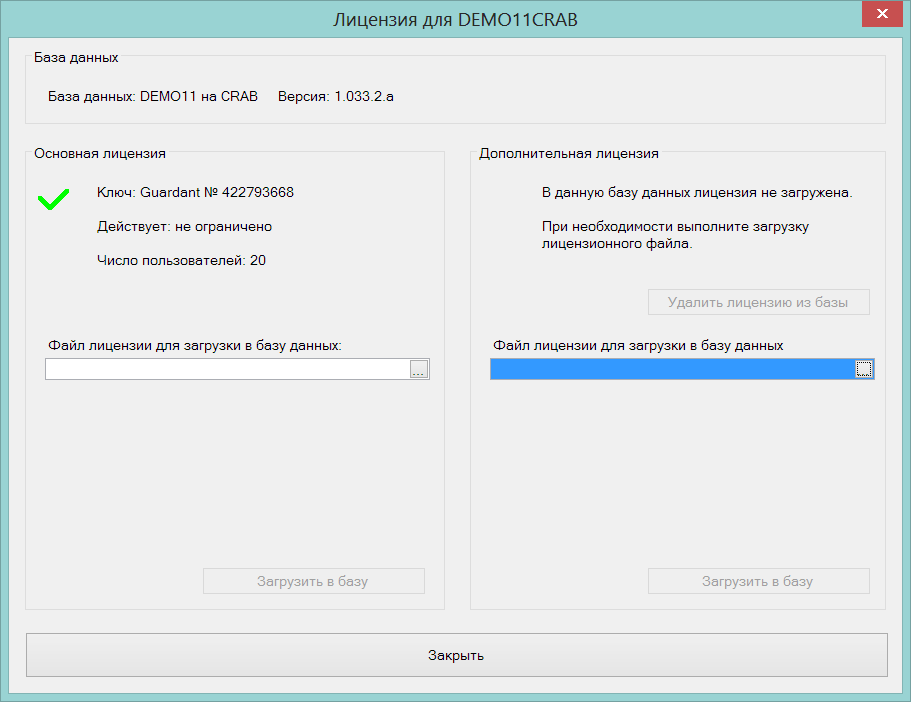 Лицензия для DEMO11CRAB
База данных
База данных: DEMO11 на CRAB Версия: 1.033.2.a
Основная лицензия
Ключ: Guardant № 422793668
Действует: не ограничено
Число пользователей: 20
Файл лицензии для загрузки в базу данных:
...
Загрузить в базу
Дополнительная лицензия
В данную базу данных лицензия не загружена.
При необходимости выполните загрузку
лицензионного файла.
Удалить лицензию из базы
Файл лицензии для загрузки в базу данных
Загрузить в базу
Закрыть